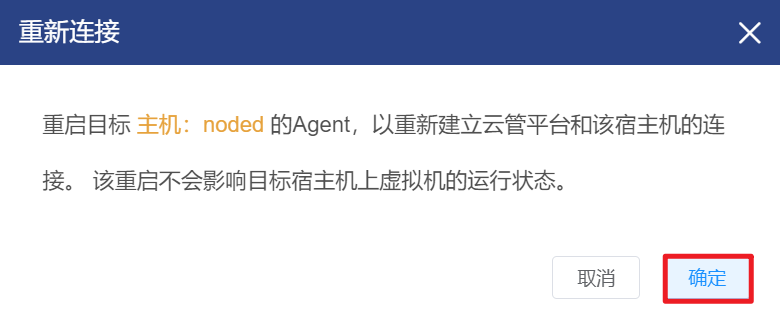 重新连接
重启目标 主机：noded 的Agent，以重新建立云管平台和该宿主机的连
接。 该重启不会影响目标宿主机上虚拟机的运行状态。
取消
确定